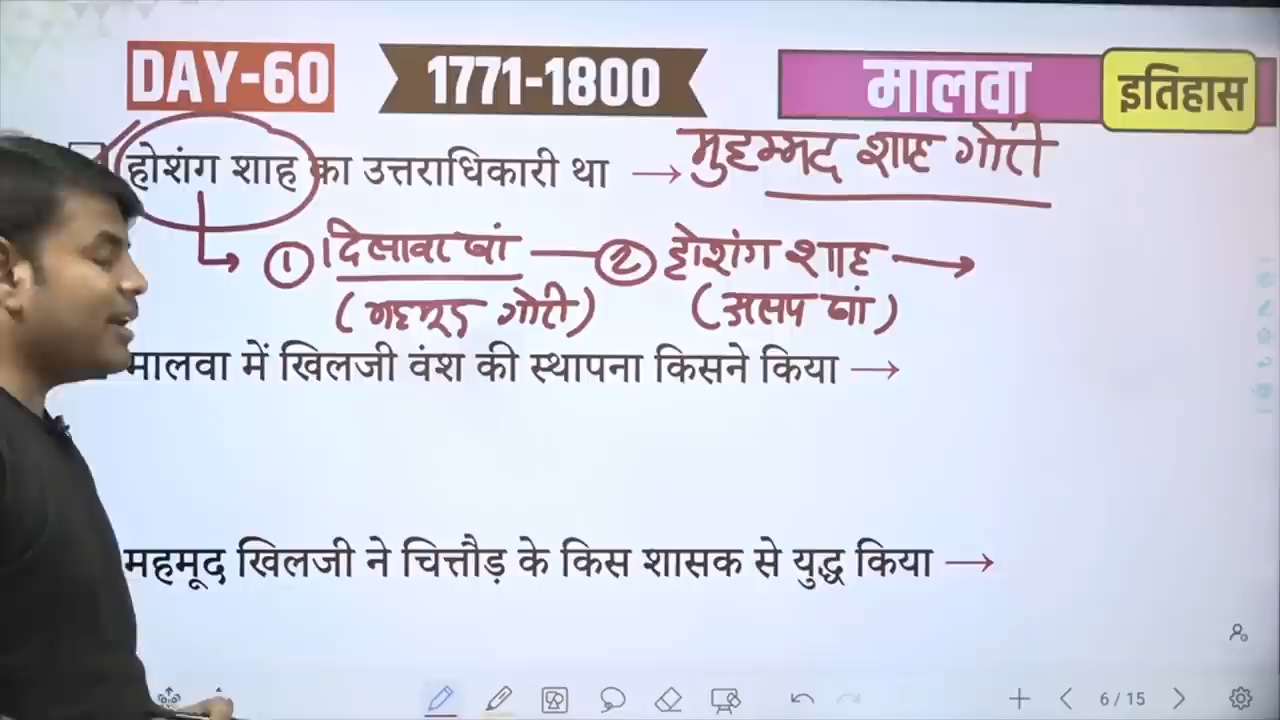 DAY-60 1771-1800 मालवा इतिहास
होशंग शाह का उत्तराधिकारी था → मुहम्मद शाह गोरी
① दिलावर खां — ② होशंग शाह →
(महमूद गोरी) (अलप खां)
मालवा में खिलजी वंश की स्थापना किसने किया →
महमूद खिलजी ने चित्तौड़ के किस शासक से युद्ध किया →
6 / 15